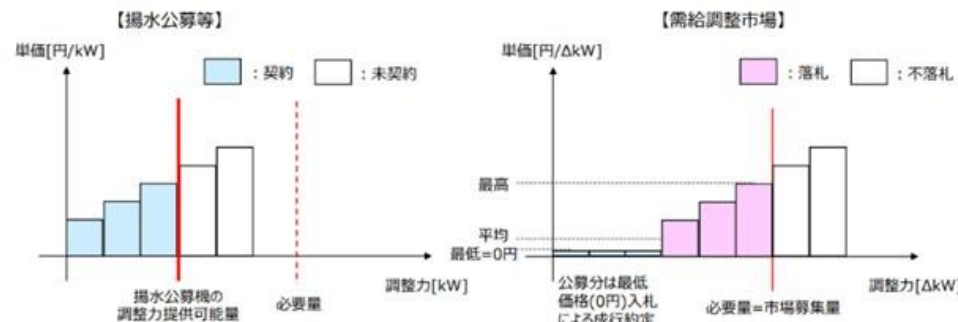 【揚水公募等】
単価[円/kW]
:契約
:未契約
調整力[kW]
揚水公募機の
調整力提供可能量
必要量
【需給調整市場】
単価[円/ΔkW]
:落札
:不落札
最高
平均
最低=0円
調整力[ΔkW]
公募分は最低
価格(0円)入札
による成行約定
必要量=市場募集量